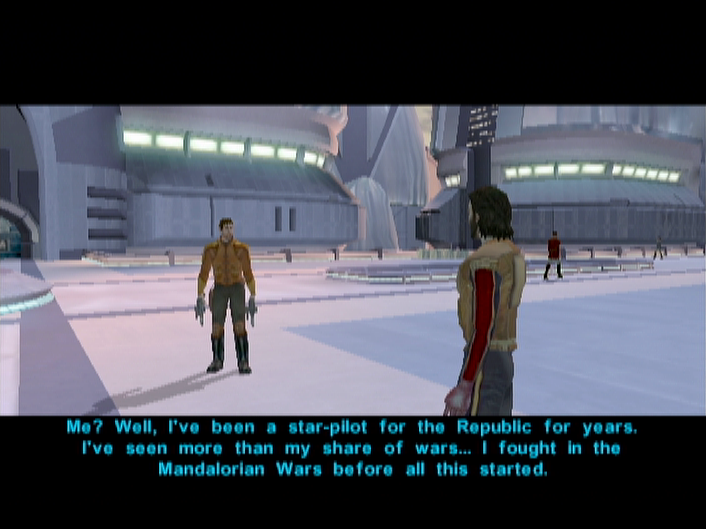 Me? Well, I've been a star-pilot for the Republic for years.
I've seen more than my share of wars... I fought in the
Mandalorian Wars before all this started.